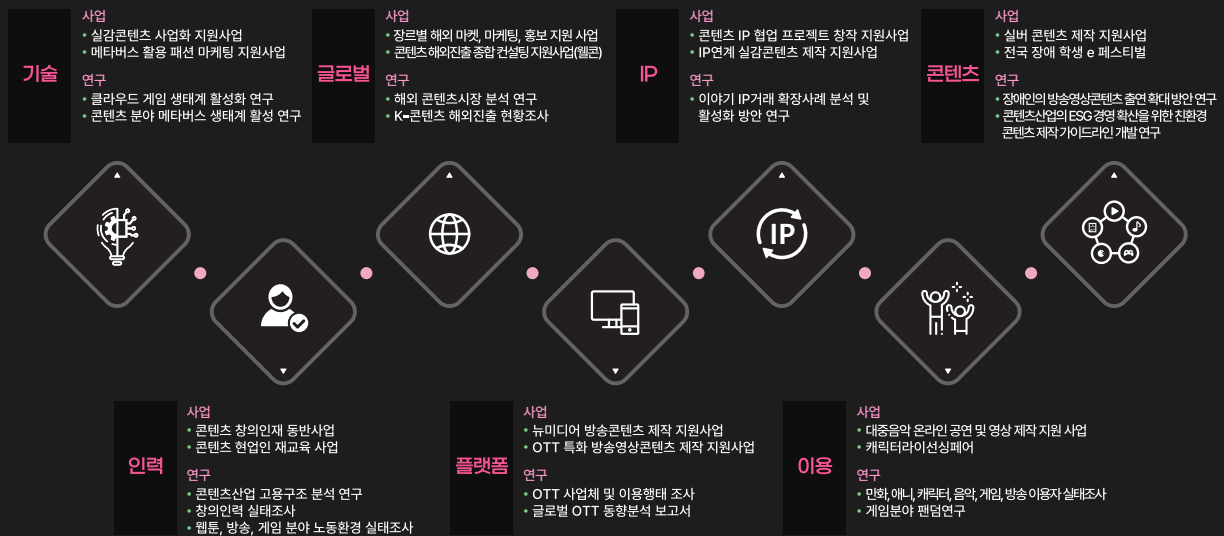 기술
사업
• 실감콘텐츠 사업화 지원사업
• 메타버스 활용 패션 마케팅 지원사업
연구
• 클라우드 게임 생태계 활성화 연구
• 콘텐츠 분야 메타버스 생태계 활성 연구
글로벌
사업
• 장르별 해외 마켓, 마케팅, 홍보 지원 사업
• 콘텐츠 해외진출 종합 컨설팅 지원사업(웰콘)
연구
• 해외 콘텐츠시장 분석 연구
• K-콘텐츠 해외진출 현황조사
IP
사업
• 콘텐츠 IP 협업 프로젝트 창작 지원사업
• IP연계 실감콘텐츠 제작 지원사업
연구
• 이야기 IP거래 확장사례 분석 및
활성화 방안 연구
콘텐츠
사업
• 실버 콘텐츠 제작 지원사업
• 전국 장애 학생 e 페스티벌
연구
• 장애인의 방송영상콘텐츠 출연 확대 방안 연구
• 콘텐츠산업의 ESG 경영 확산을 위한 친환경
콘텐츠 제작 가이드라인 개발 연구
IP
인력
사업
• 콘텐츠 창의인재 동반사업
• 콘텐츠 현업인 재교육 사업
연구
• 콘텐츠산업 고용구조 분석 연구
• 창의인력 실태조사
• 웹툰, 방송, 게임 분야 노동환경 실태조사
플랫폼
사업
• 뉴미디어 방송콘텐츠 제작 지원사업
• OTT 특화 방송영상콘텐츠 제작 지원사업
연구
• OTT 사업체 및 이용행태 조사
• 글로벌 OTT 동향분석 보고서
이용
사업
• 대중음악 온라인 공연 및 영상 제작 지원 사업
• 캐릭터라이선싱페어
연구
• 만화, 애니, 캐릭터, 음악, 게임, 방송 이용자 실태조사
• 게임분야 팬덤연구